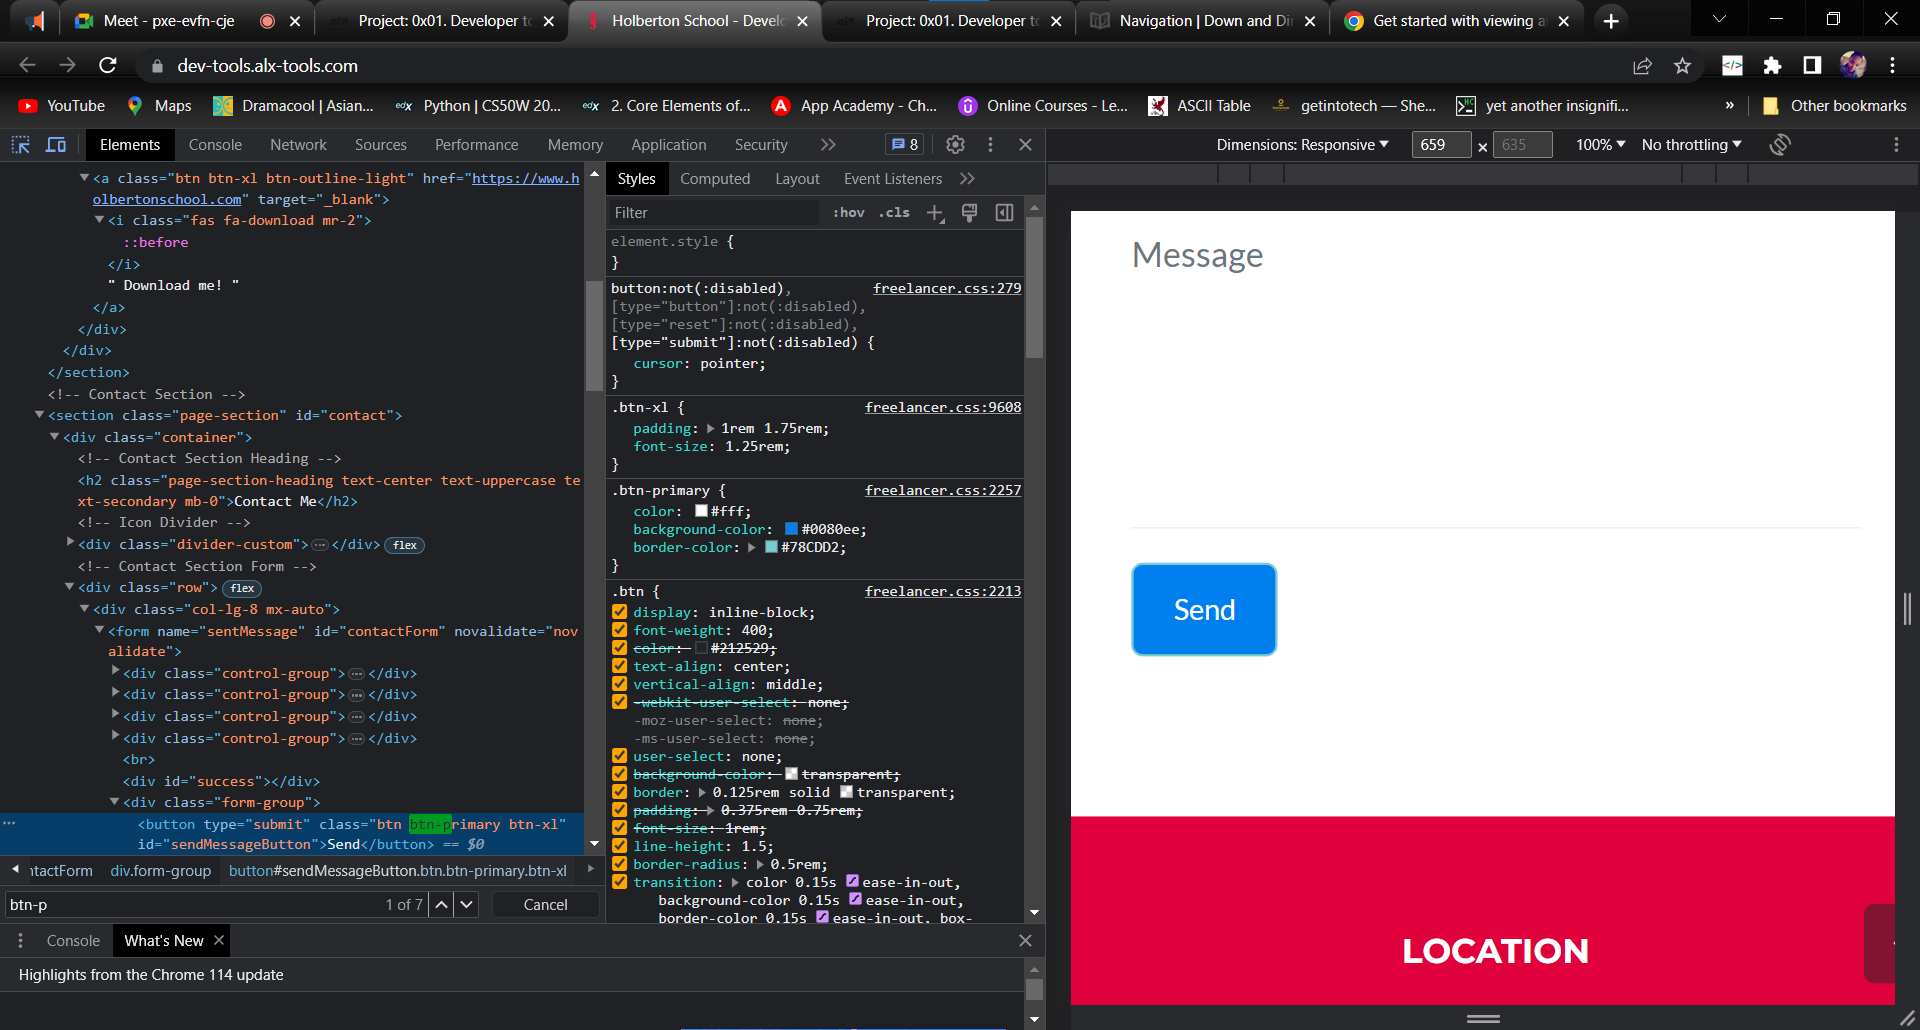 Meet - pxe-evfn-cje
Project: 0x01. Developer to
Holberton School - Develo
Project: 0x01. Developer to
Navigation | Down and Dir
Get started with viewing a
dev-tools.alx-tools.com
YouTube
Maps
Dramacool | Asian...
edX Python | CS50W 20...
edX 2. Core Elements of...
App Academy - Ch...
Online Courses - Le...
ASCII Table
getintotech — She...
yet another insignifi...
»
Other bookmarks
Elements Console Network Sources Performance Memory Application Security 8
<a class="btn btn-xl btn-outline-light" href="https://www.h
olbertonschool.com" target="_blank">
<i class="fas fa-download mr-2">
::before
</i>
" Download me! "
</a>
</div>
</div>
</section>
<!-- Contact Section -->
<section class="page-section" id="contact">
<div class="container">
<!-- Contact Section Heading -->
<h2 class="page-section-heading text-center text-uppercase te
xt-secondary mb-0">Contact Me</h2>
<!-- Icon Divider -->
<div class="divider-custom">…</div> flex
<!-- Contact Section Form -->
<div class="row"> flex
<div class="col-lg-8 mx-auto">
<form name="sentMessage" id="contactForm" novalidate="nov
alidate">
<div class="control-group">…</div>
<div class="control-group">…</div>
<div class="control-group">…</div>
<div class="control-group">…</div>
<br>
<div id="success"></div>
<div class="form-group">
<button type="submit" class="btn btn-primary btn-xl"
id="sendMessageButton">Send</button> == $0
ntactForm div.form-group button#sendMessageButton.btn.btn-primary.btn-xl
btn-p 1 of 7 Cancel
Console What's New
Highlights from the Chrome 114 update
Styles Computed Layout Event Listeners
Filter :hov .cls
element.style {
}
button:not(:disabled), freelancer.css:279
[type="button"]:not(:disabled),
[type="reset"]:not(:disabled),
[type="submit"]:not(:disabled) {
cursor: pointer;
}
.btn-xl { freelancer.css:9608
padding: 1rem 1.75rem;
font-size: 1.25rem;
}
.btn-primary { freelancer.css:2257
color: #fff;
background-color: #0080ee;
border-color: #78CDD2;
}
.btn { freelancer.css:2213
display: inline-block;
font-weight: 400;
color: #212529;
text-align: center;
vertical-align: middle;
-webkit-user-select: none;
-moz-user-select: none;
-ms-user-select: none;
user-select: none;
background-color: transparent;
border: 0.125rem solid transparent;
padding: 0.375rem 0.75rem;
font-size: 1rem;
line-height: 1.5;
border-radius: 0.5rem;
transition: color 0.15s ease-in-out,
background-color 0.15s ease-in-out,
border-color 0.15s ease-in-out, box-
Dimensions: Responsive 659 × 635 100% No throttling
Message
Send
LOCATION